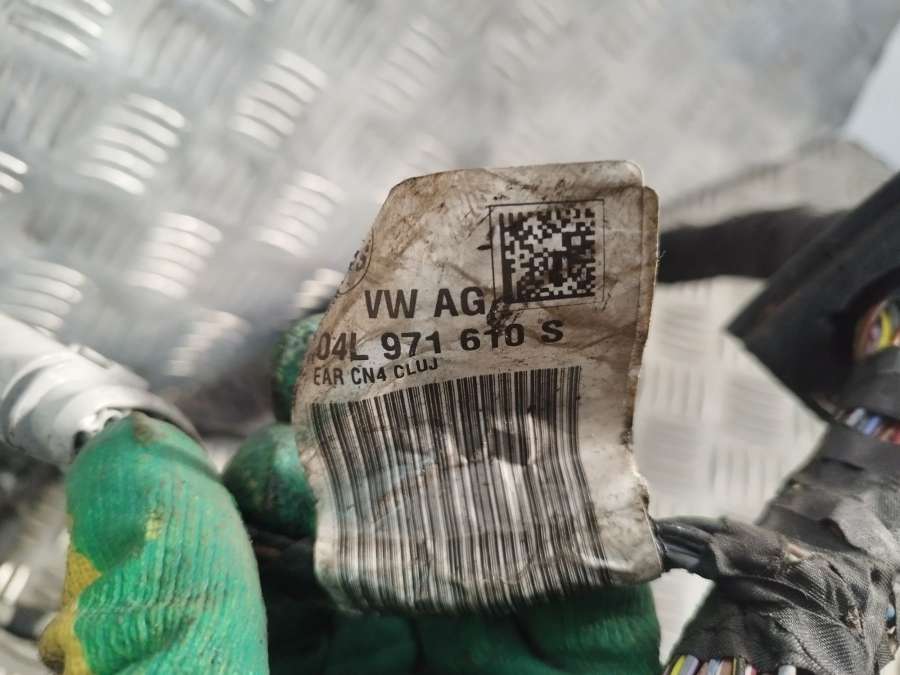 VW AG
04L 971 610 S
EAR CN4 CLUJ